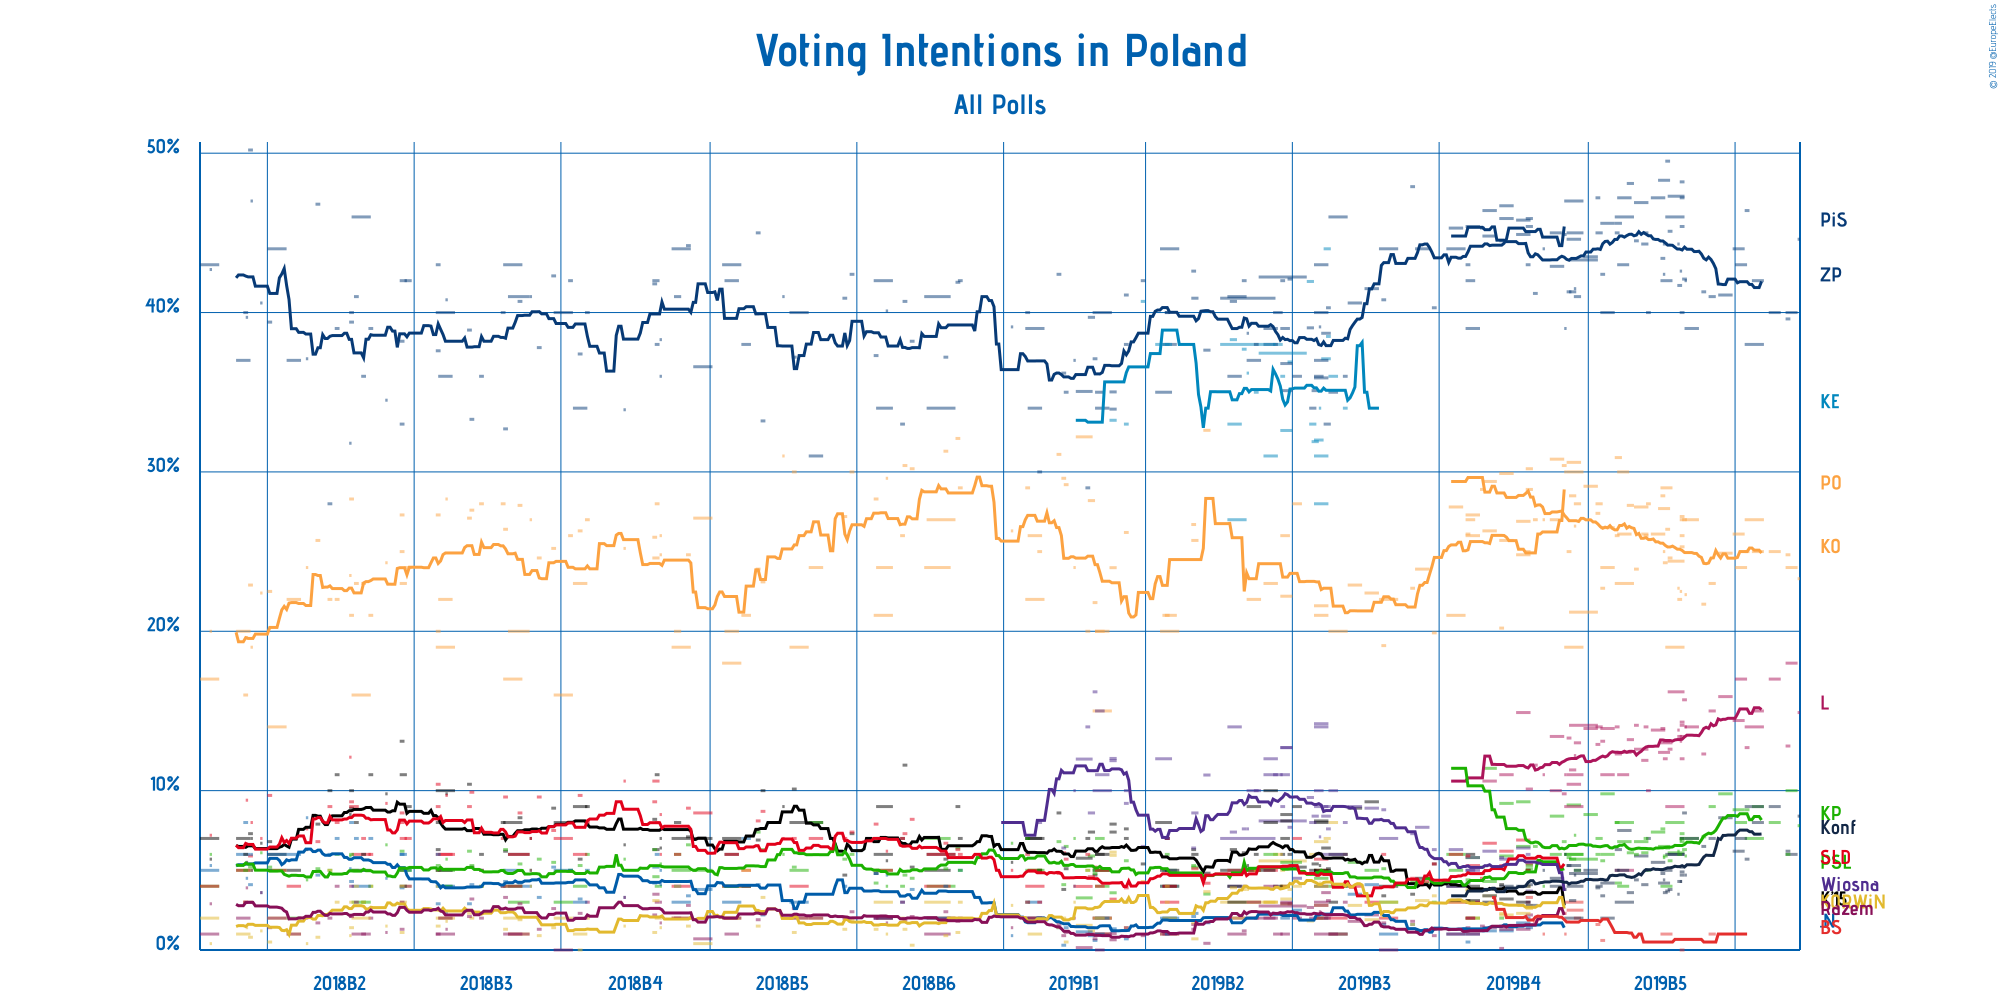 © 2019 @EuropeElects
Voting Intentions in Poland
All Polls
50%
40%
30%
20%
10%
0%
PiS
ZP
KE
PO
KO
L
KP
Konf
SLD
PSL
Wiosna
K15
Razem
N
BS
2018B2
2018B3
2018B4
2018B5
2018B6
2019B1
2019B2
2019B3
2019B4
2019B5